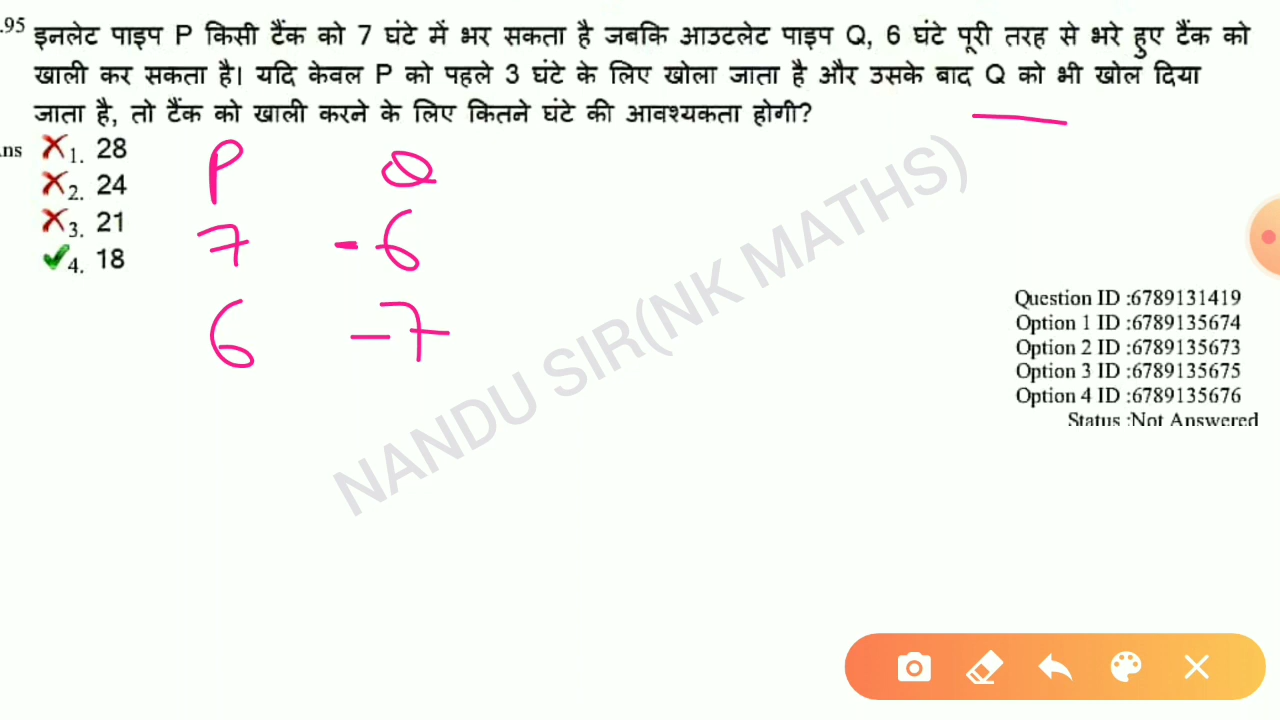 .95 इनलेट पाइप P किसी टैंक को 7 घंटे में भर सकता है जबकि आउटलेट पाइप Q, 6 घंटे पूरी तरह से भरे हुए टैंक को
खाली कर सकता है। यदि केवल P को पहले 3 घंटे के लिए खोला जाता है और उसके बाद Q को भी खोल दिया
जाता है, तो टैंक को खाली करने के लिए कितने घंटे की आवश्यकता होगी?
ns 1. 28
2. 24
3. 21
4. 18
P Q
7 - 6
6 - 7
NANDU SIR(NK MATHS)
Question ID :6789131419
Option 1 ID :6789135674
Option 2 ID :6789135673
Option 3 ID :6789135675
Option 4 ID :6789135676
Status :Not Answered